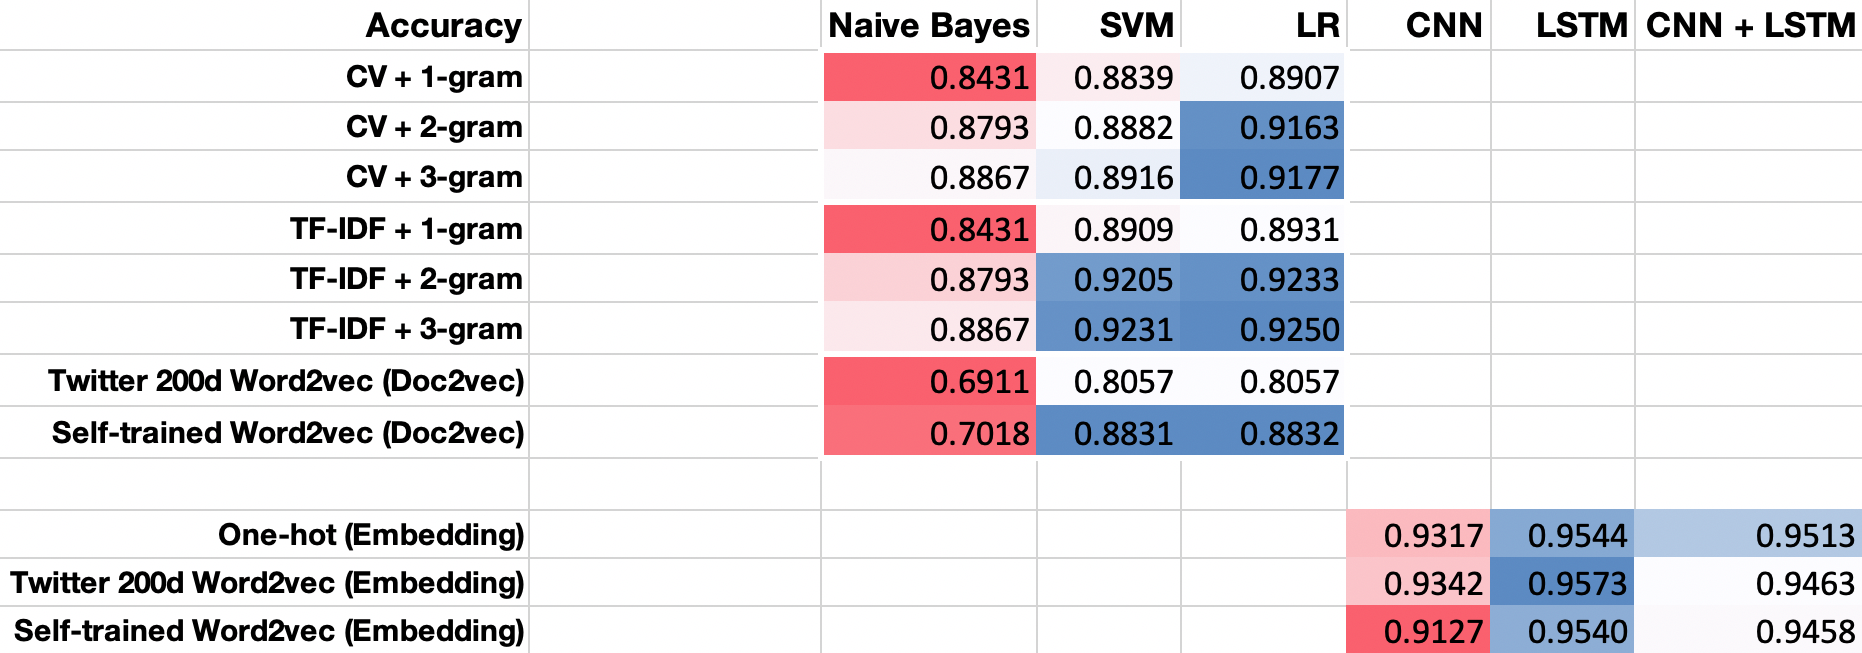 Accuracy Naive Bayes SVM LR CNN LSTM CNN + LSTM
CV + 1-gram 0.8431 0.8839 0.8907
CV + 2-gram 0.8793 0.8882 0.9163
CV + 3-gram 0.8867 0.8916 0.9177
TF-IDF + 1-gram 0.8431 0.8909 0.8931
TF-IDF + 2-gram 0.8793 0.9205 0.9233
TF-IDF + 3-gram 0.8867 0.9231 0.9250
Twitter 200d Word2vec (Doc2vec) 0.6911 0.8057 0.8057
Self-trained Word2vec (Doc2vec) 0.7018 0.8831 0.8832
One-hot (Embedding) 0.9317 0.9544 0.9513
Twitter 200d Word2vec (Embedding) 0.9342 0.9573 0.9463
Self-trained Word2vec (Embedding) 0.9127 0.9540 0.9458